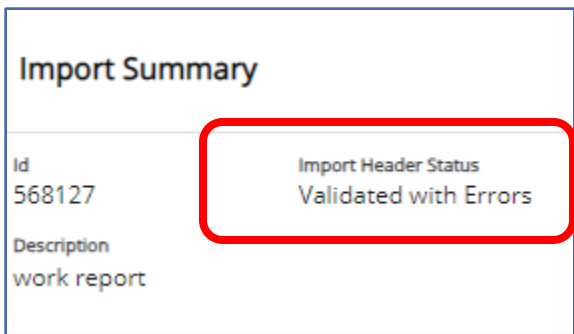 Import Summary
Id
568127
Import Header Status
Validated with Errors
Description
work report